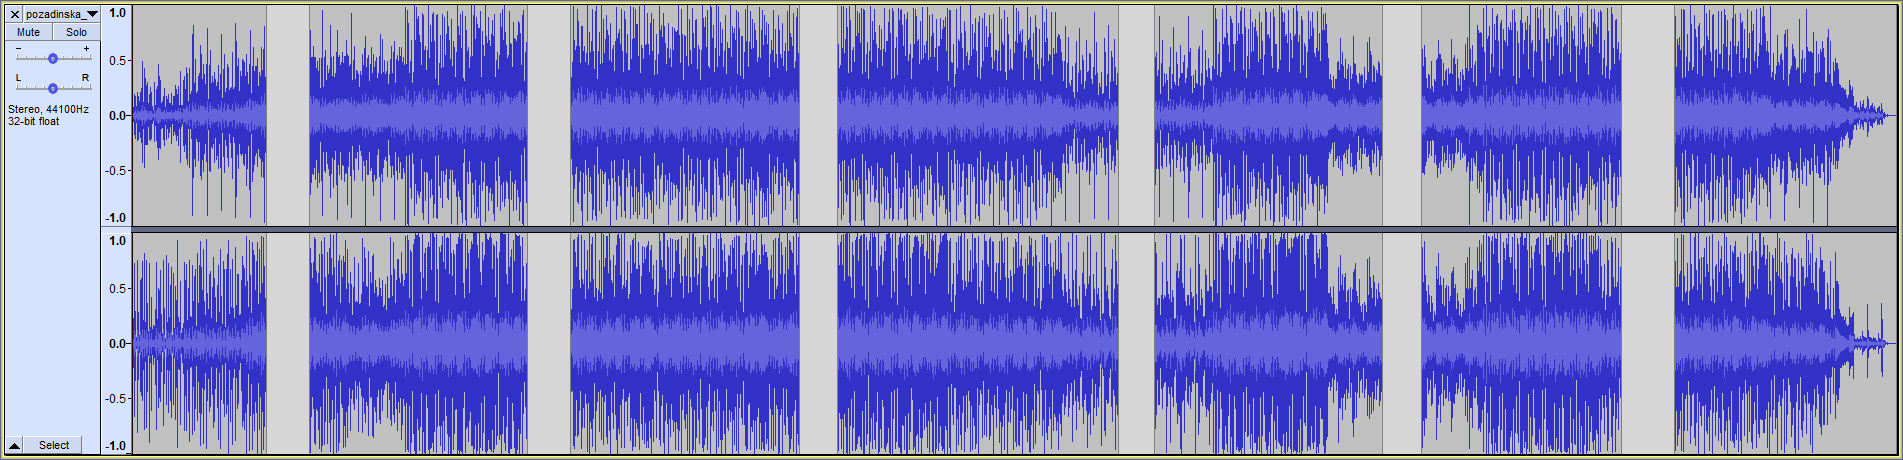 × pozadinska_
Mute Solo
- +
L R
Stereo, 44100Hz
32-bit float
Select
1.0
0.5
0.0
-0.5
-1.0
1.0
0.5
0.0
-0.5
-1.0